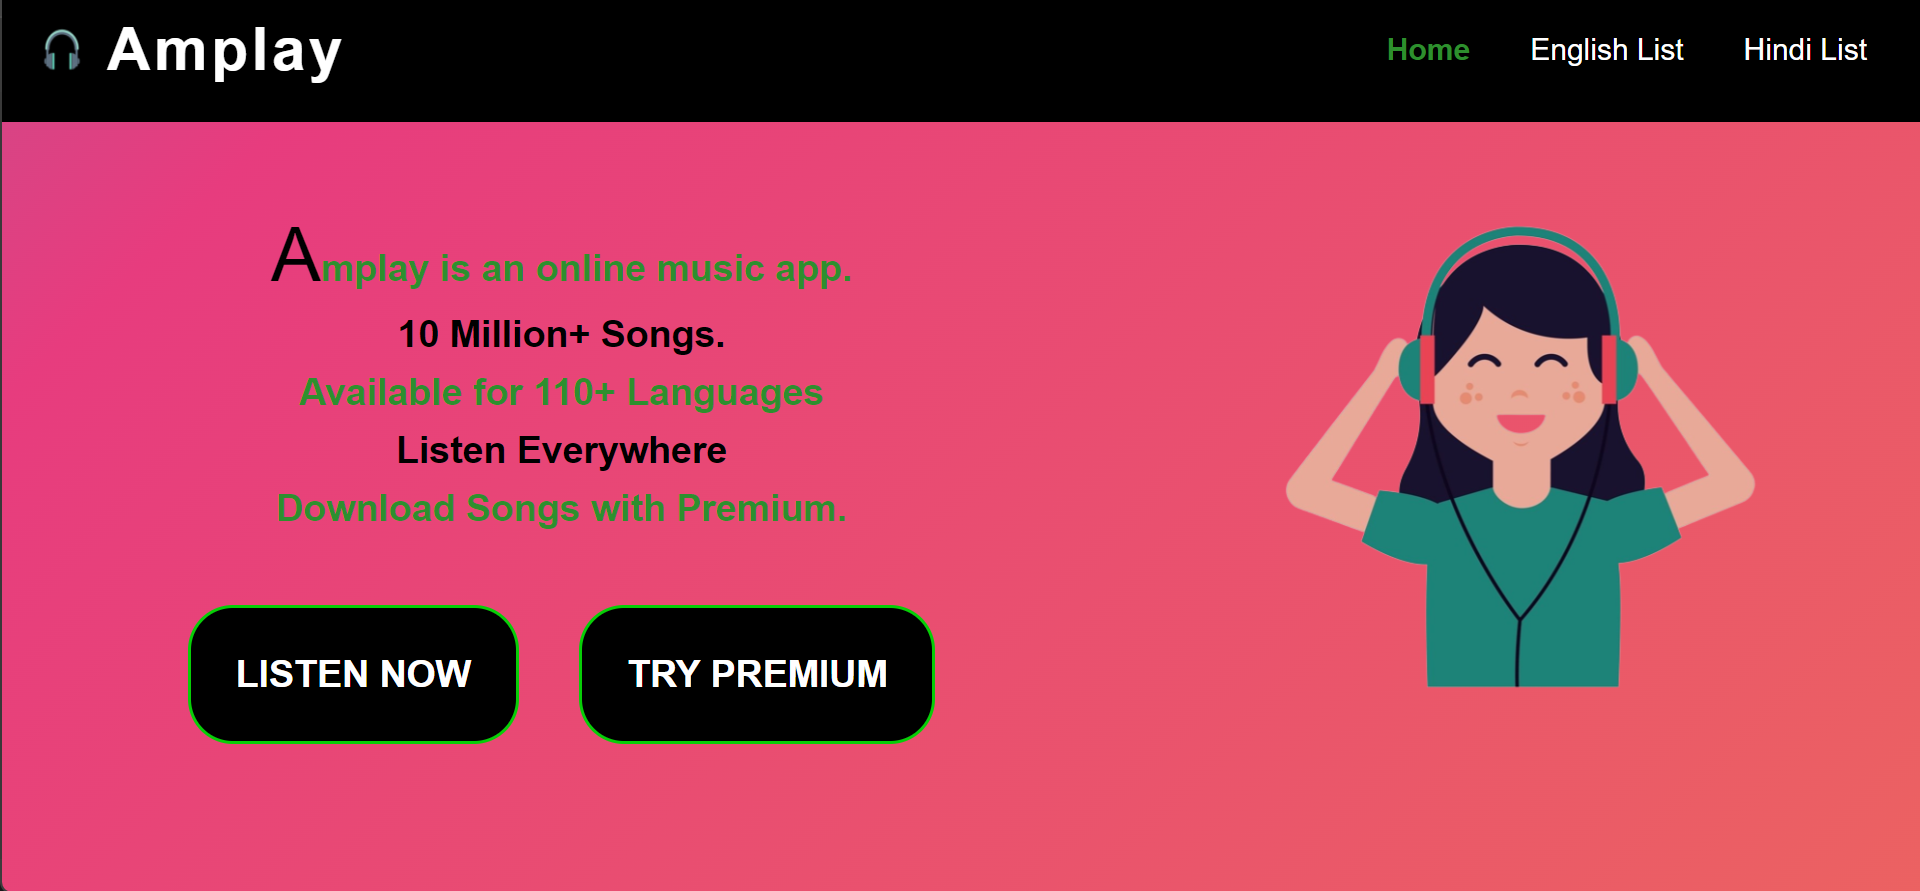 Amplay
Home English List Hindi List
Amplay is an online music app.
10 Million+ Songs.
Available for 110+ Languages
Listen Everywhere
Download Songs with Premium.
LISTEN NOW TRY PREMIUM